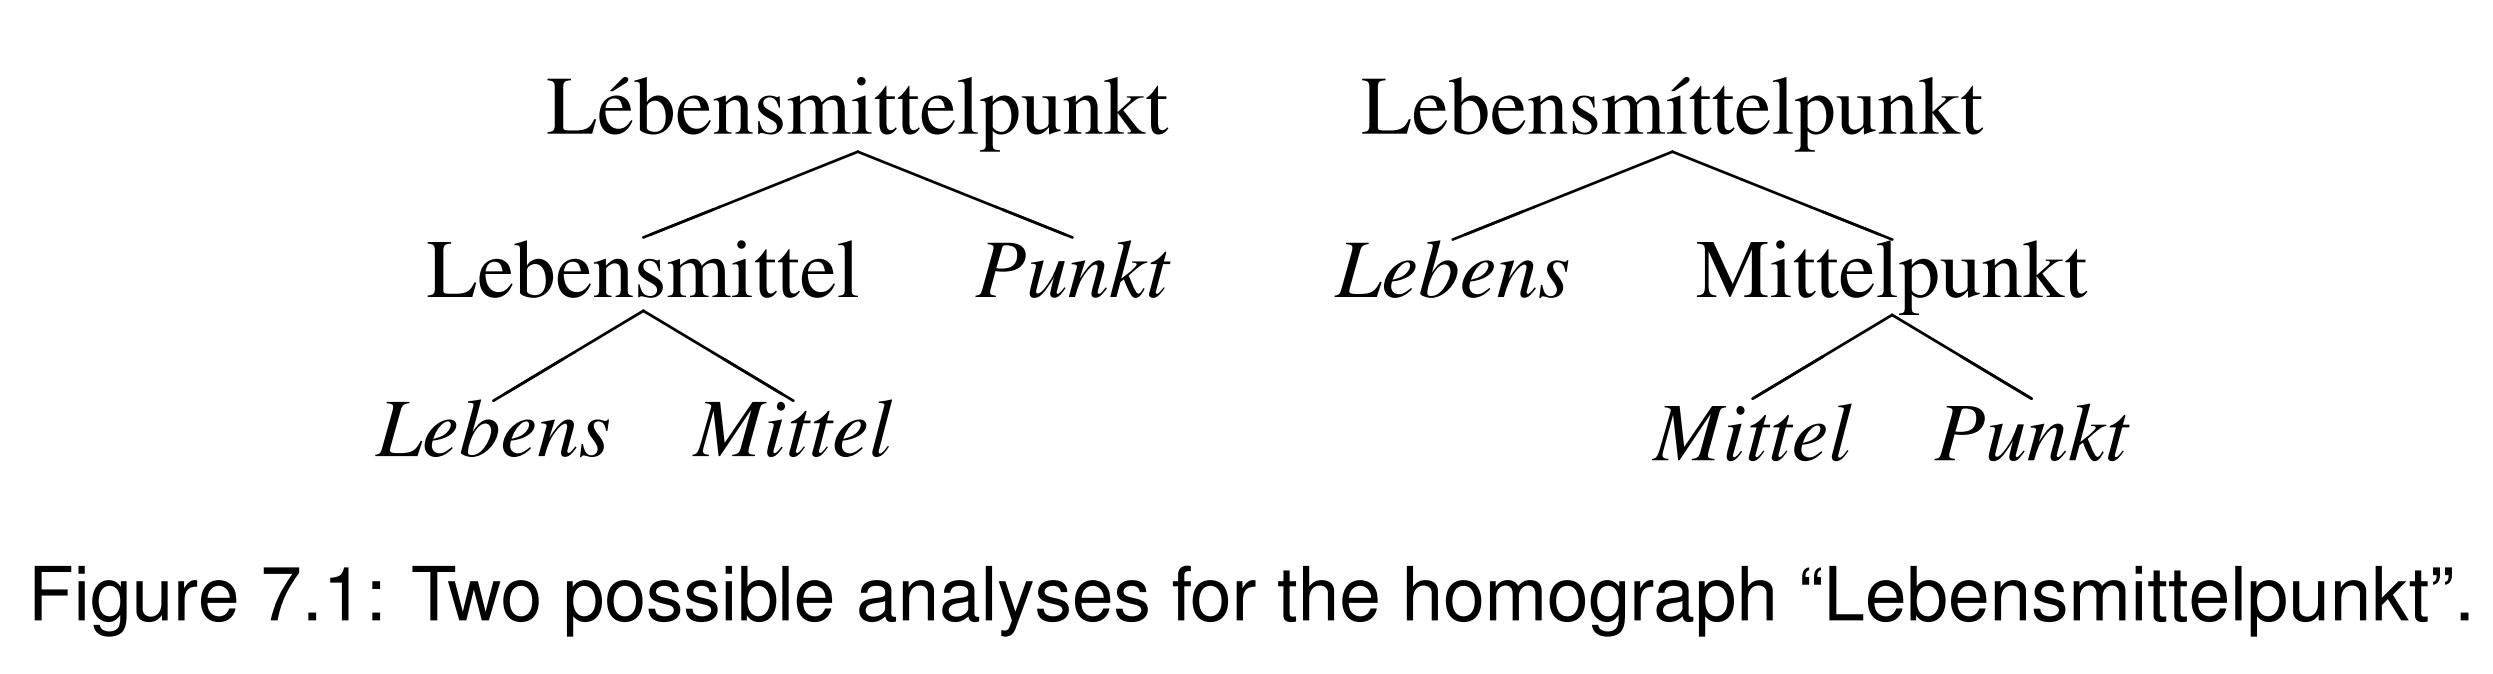 Lébensmittelpunkt Lebensmíttelpunkt
Lebensmittel Punkt Lebens Mittelpunkt
Lebens Mittel Mittel Punkt
Figure 7.1: Two possible analyses for the homograph “Lebensmittelpunkt”.